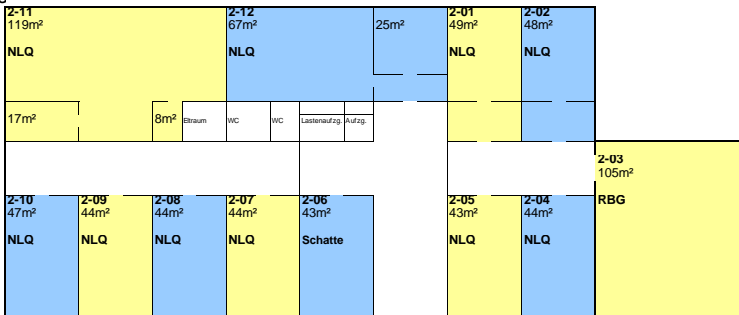 2-11
119m²
NLQ
2-12
67m²
NLQ
25m²
2-01
49m²
NLQ
2-02
48m²
NLQ
17m²
8m²
Eltraum
WC
WC
Lastenaufzg.
Aufzg.
2-03
105m²
RBG
2-10
47m²
NLQ
2-09
44m²
NLQ
2-08
44m²
NLQ
2-07
44m²
NLQ
2-06
43m²
Schatte
2-05
43m²
NLQ
2-04
44m²
NLQ